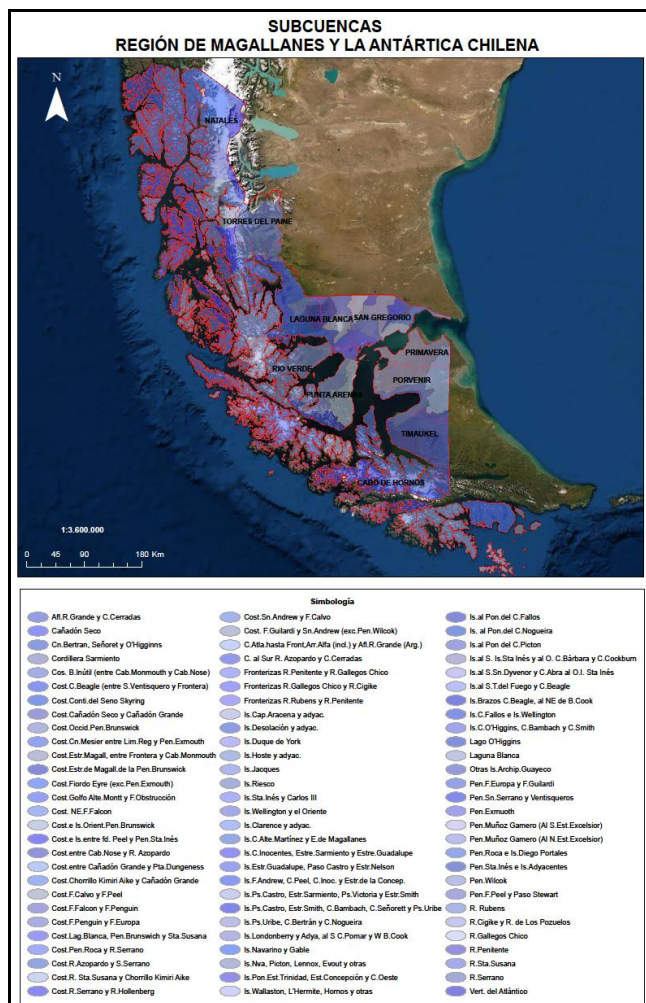 SUBCUENCAS
REGIÓN DE MAGALLANES Y LA ANTÁRTICA CHILENA
N
NATALES
TORRES DEL PAINE
LAGUNA BLANCA
SAN GREGORIO
PRIMAVERA
RIO VERDE
PORVENIR
PUNTA ARENAS
TIMAUKEL
CABO DE HORNOS
1:3.600.000
0 45 90 180 Km
Simbología
Afl.R.Grande y C.Cerradas
Cañadón Seco
Cn.Bertran, Señoret y O'Higgins
Cordillera Sarmiento
Cos. B.Inútil (entre Cab.Monmouth y Cab.Nose)
Cost.C.Beagle (entre S.Ventisquero y Frontera)
Cost.Conti.del Seno Skyring
Cost.Cañadón Seco y Cañadón Grande
Cost.Occid.Pen.Brunswick
Cost.Cn.Mesier entre Lim.Reg y Pen.Exmouth
Cost.Estr.Magall, entre Frontera y Cab.Monmouth
Cost.Estr.de Magall.de la Pen.Brunswick
Cost.Fiordo Eyre (exc.Pen.Exmouth)
Cost.Golfo Alte.Montt y F.Obstrucción
Cost. NE.F.Falcon
Cost.e Is.Orient.Pen.Brunswick
Cost.e Is.entre fd. Peel y Pen.Sta.Inés
Cost.entre Cab.Nose y R. Azopardo
Cost.entre Cañadón Grande y Pta.Dungeness
Cost.Chorrillo Kimiri Aike y Cañadón Grande
Cost.F.Calvo y F.Peel
Cost.F.Falcon y F.Penguin
Cost.F.Penguin y F.Europa
Cost.Lag.Blanca, Pen.Brunswych y Sta.Susana
Cost.Pen.Roca y R.Serrano
Cost.R.Azopardo y S.Serrano
Cost.R. Sta.Susana y Chorrillo Kimiri Aike
Cost.R.Serrano y R.Hollenberg
Cost.Sn.Andrew y F.Calvo
Cost. F.Guilardi y Sn.Andrew (exc.Pen.Wilcok)
C.Atla.hasta Front,Arr.Alfa (incl.) y Afl.R.Grande (Arg.)
C. al Sur R. Azopardo y C.Cerradas
Fronterizas R.Penitente y R.Gallegos Chico
Fronterizas R.Gallegos Chico y R.Cigike
Fronterizas R.Rubens y R.Penitente
Is.Cap.Aracena y adyac.
Is.Desolación y adyac.
Is.Duque de York
Is.Hoste y adyac.
Is.Jacques
Is.Riesco
Is.Sta.Inés y Carlos III
Is.Wellington y el Oriente
Is.Clarence y adyac.
Is.C.Alte.Martínez y E.de Magallanes
Is.C.Inocentes, Estre.Sarmiento y Estre.Guadalupe
Is.Estr.Guadalupe, Paso Castro y Estr.Nelson
Is.F.Andrew, C.Peel, C.Inoc. y Estr.de la Concep.
Is.Ps.Castro, Estr.Sarmiento, Ps.Victoria y Estr.Smith
Is.Ps.Castro, Estr.Smith, C.Bambach, C.Señorett y Ps.Uribe
Is.Ps.Uribe, C.Bertrán y C.Nogueira
Is.Londonberry y Adya, al S C.Pomar y W B.Cook
Is.Navarino y Gable
Is.Nva, Picton, Lennox, Evout y otras
Is.Pon.Est.Trinidad, Est.Concepción y C.Oeste
Is.Wallaston, L'Hermite, Hornos y otras
Is.al Pon.del C.Fallos
Is. al Pon.del C.Nogueira
Is.al Pon del C.Picton
Is.al S. Is.Sta Inés y al O. C.Bárbara y C.Cockburn
Is.al S.Sn.Dyvenor y C.Abra al O.I. Sta Inés
Is.al S.T.del Fuego y C.Beagle
Is.Brazos C.Beagle, al NE de B.Cook
Is.C.Fallos e Is.Wellington
Is.C.O'Higgins, C.Bambach y C.Smith
Lago O'Higgins
Laguna Blanca
Otras Is.Archip.Guayeco
Pen.F.Europa y F.Guilardi
Pen.Sn.Serrano y Ventisqueros
Pen.Exmuoth
Pen.Muñoz Gamero (Al S.Est.Excelsior)
Pen.Muñoz Gamero (Al N.Est.Excelsior)
Pen.Roca e Is.Diego Portales
Pen.Sta.Inés e Is.Adyacentes
Pen.Wilcok
Pen.F.Peel y Paso Stewart
R. Rubens
R.Cigike y R. de Los Pozuelos
R.Gallegos Chico
R.Penitente
R.Sta.Susana
R.Serrano
Vert. del Atlántico